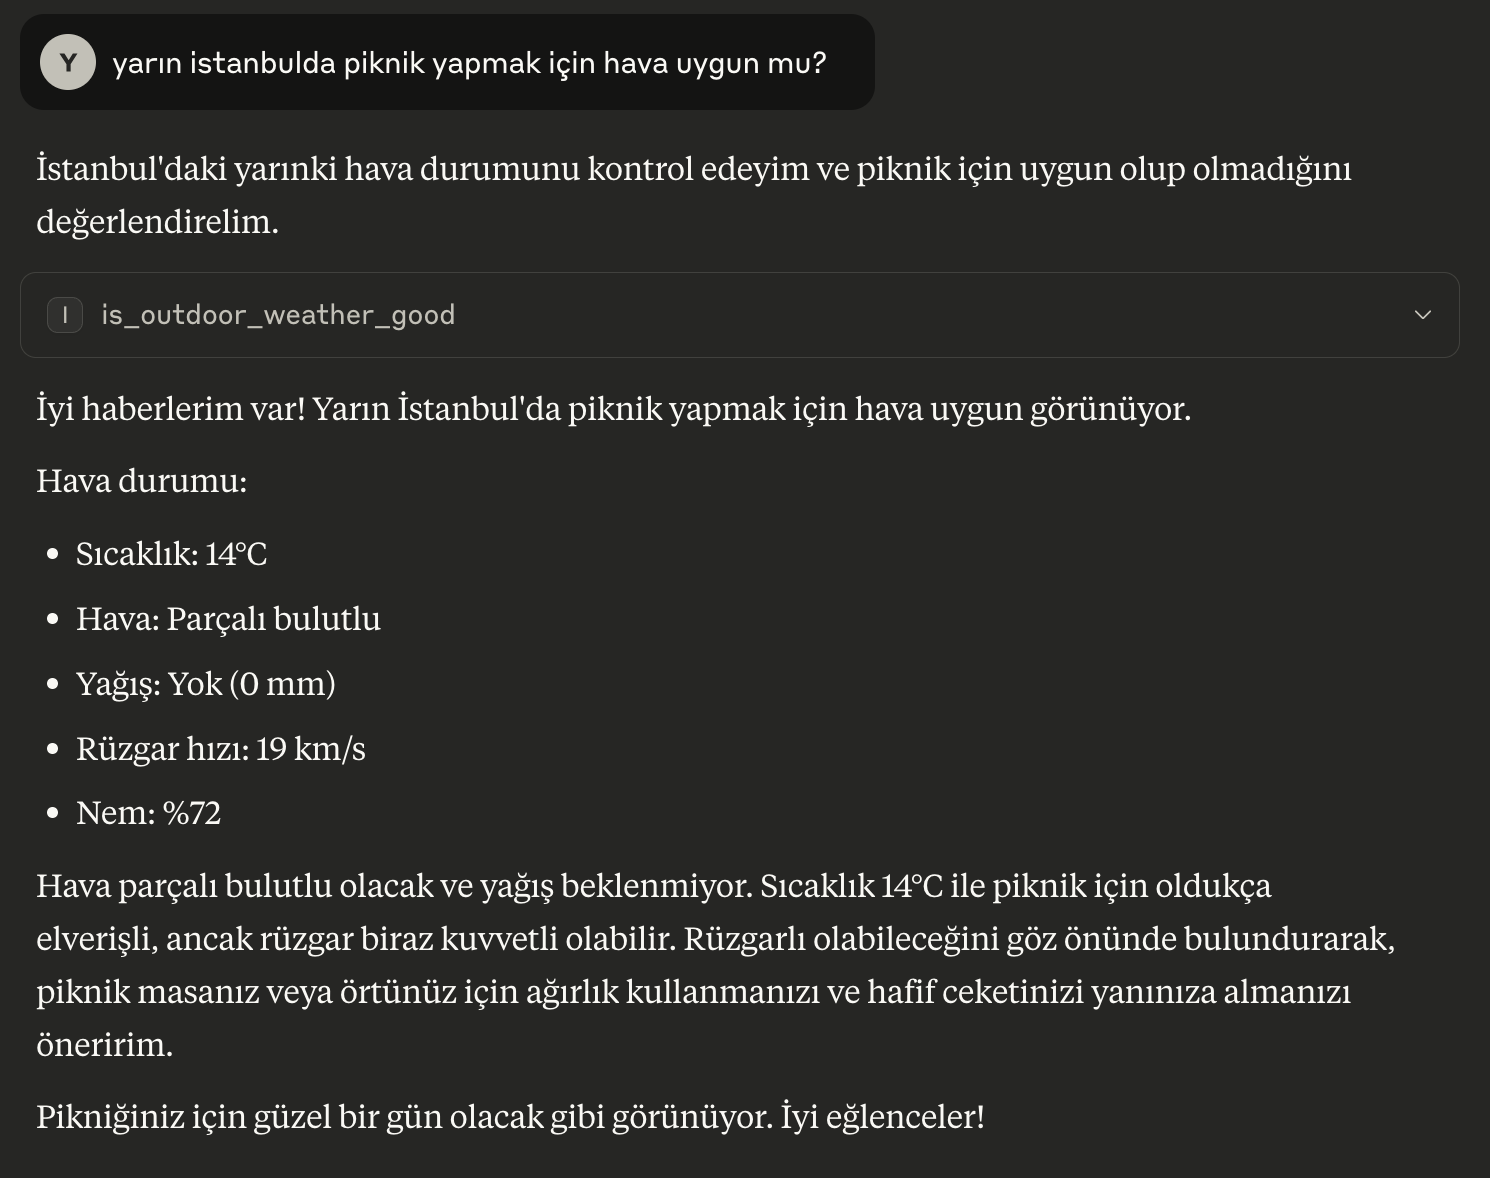 Y
yarın istanbulda piknik yapmak için hava uygun mu?
İstanbul'daki yarınki hava durumunu kontrol edeyim ve piknik için uygun olup olmadığını
değerlendirelim.
I
is_outdoor_weather_good
İyi haberlerim var! Yarın İstanbul'da piknik yapmak için hava uygun görünüyor.
Hava durumu:
• Sıcaklık: 14°C
• Hava: Parçalı bulutlu
• Yağış: Yok (0 mm)
• Rüzgar hızı: 19 km/s
• Nem: %72
Hava parçalı bulutlu olacak ve yağış beklenmiyor. Sıcaklık 14°C ile piknik için oldukça
elverişli, ancak rüzgar biraz kuvvetli olabilir. Rüzgarlı olabileceğini göz önünde bulundurarak,
piknik masanız veya örtünüz için ağırlık kullanmanızı ve hafif ceketinizi yanınıza almanızı
öneririm.
Pikniğiniz için güzel bir gün olacak gibi görünüyor. İyi eğlenceler!